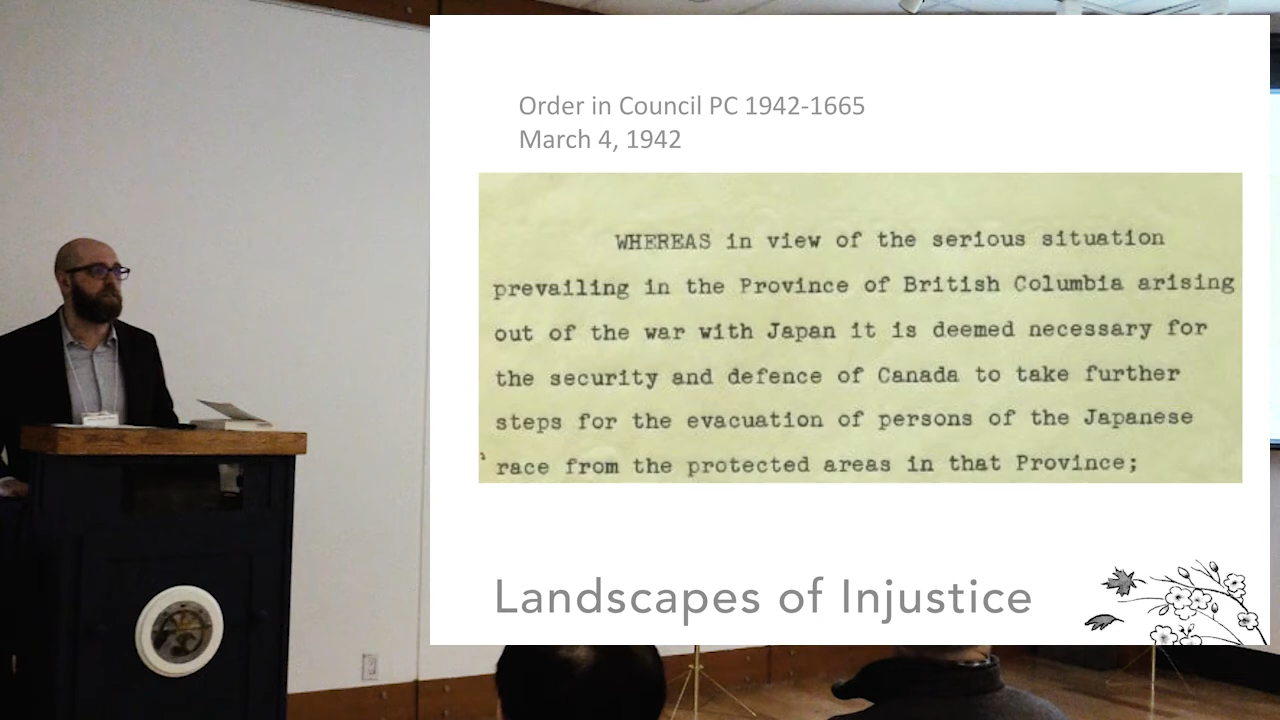 Order in Council PC 1942-1665
March 4, 1942
WHEREAS in view of the serious situation
prevailing in the Province of British Columbia arising
out of the war with Japan it is deemed necessary for
the security and defence of Canada to take further
steps for the evacuation of persons of the Japanese
race from the protected areas in that Province;
Landscapes of Injustice